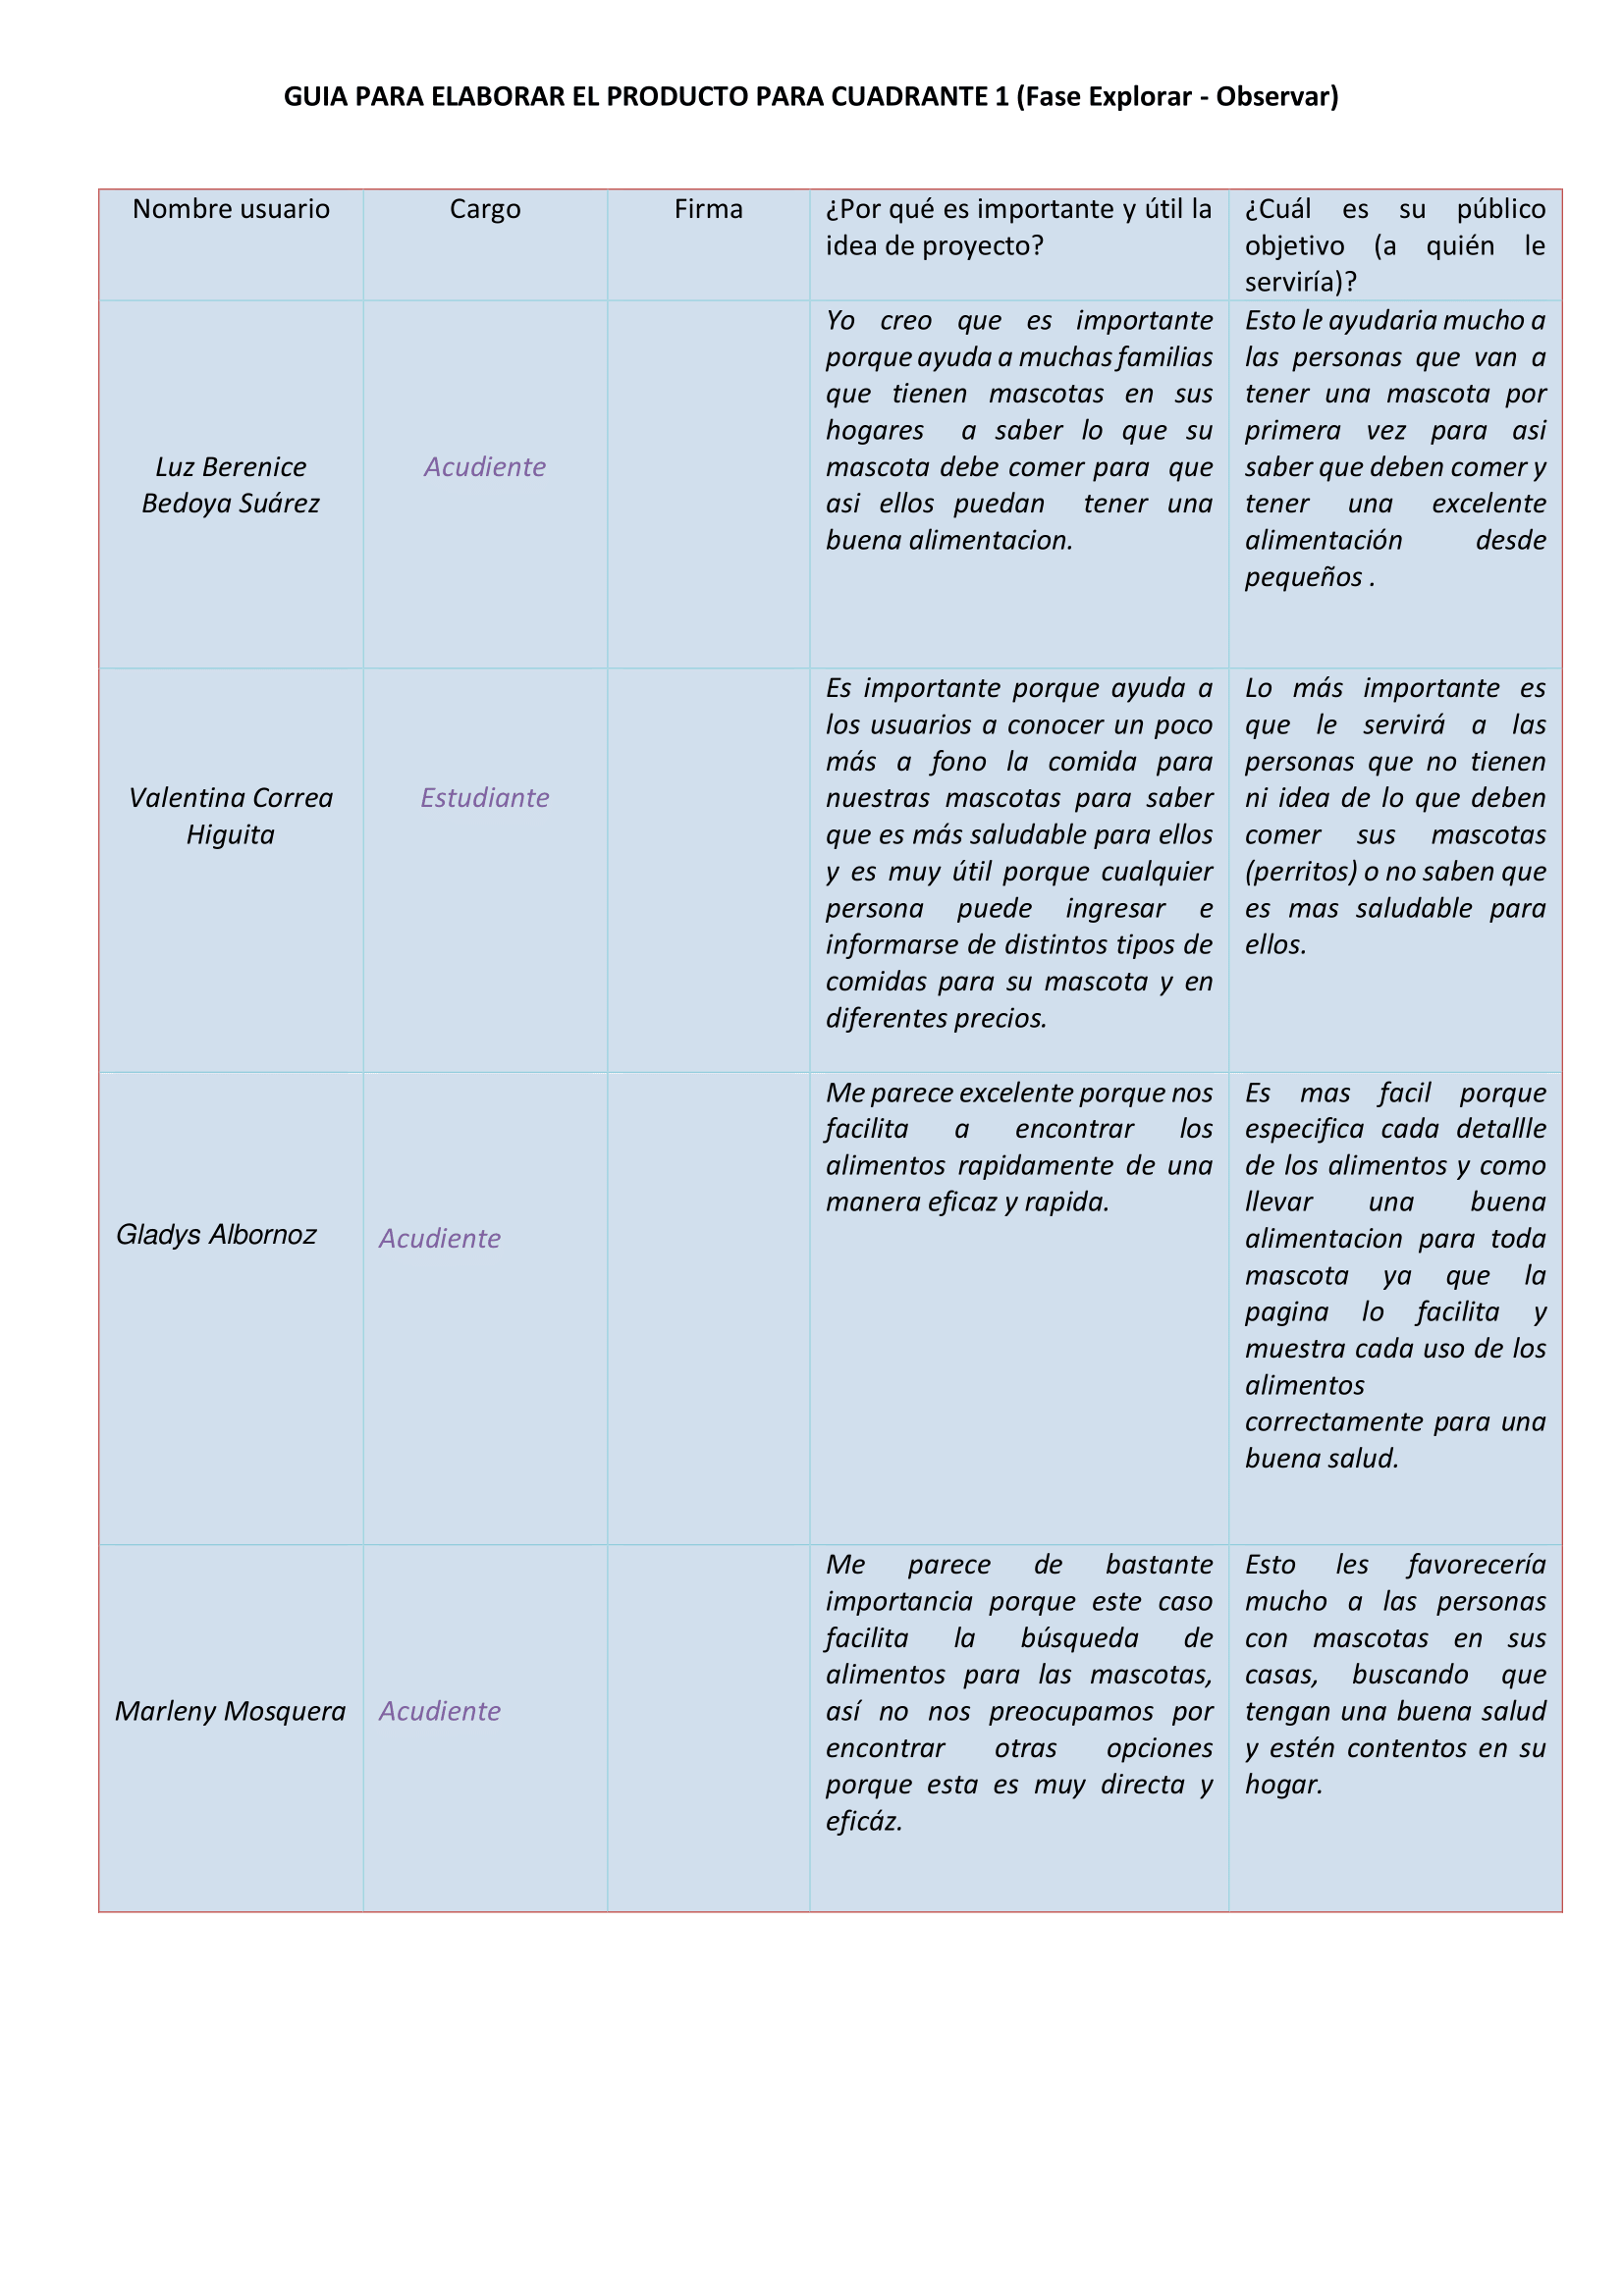 GUIA PARA ELABORAR EL PRODUCTO PARA CUADRANTE 1 (Fase Explorar - Observar)
Nombre usuario
Cargo
Firma
¿Por qué es importante y útil la
idea de proyecto?
¿Cuál es su público
objetivo (a quién le
serviría)?
Luz Berenice
Bedoya Suárez
Acudiente
Yo creo que es importante
porque ayuda a muchas familias
que tienen mascotas en sus
hogares a saber lo que su
mascota debe comer para que
asi ellos puedan tener una
buena alimentacion.
Esto le ayudaria mucho a
las personas que van a
tener una mascota por
primera vez para asi
saber que deben comer y
tener una excelente
alimentación desde
pequeños .
Valentina Correa
Higuita
Estudiante
Es importante porque ayuda a
los usuarios a conocer un poco
más a fono la comida para
nuestras mascotas para saber
que es más saludable para ellos
y es muy útil porque cualquier
persona puede ingresar e
informarse de distintos tipos de
comidas para su mascota y en
diferentes precios.
Lo más importante es
que le servirá a las
personas que no tienen
ni idea de lo que deben
comer sus mascotas
(perritos) o no saben que
es mas saludable para
ellos.
Gladys Albornoz
Acudiente
Me parece excelente porque nos
facilita a encontrar los
alimentos rapidamente de una
manera eficaz y rapida.
Es mas facil porque
especifica cada detallle
de los alimentos y como
llevar una buena
alimentacion para toda
mascota ya que la
pagina lo facilita y
muestra cada uso de los
alimentos
correctamente para una
buena salud.
Marleny Mosquera
Acudiente
Me parece de bastante
importancia porque este caso
facilita la búsqueda de
alimentos para las mascotas,
así no nos preocupamos por
encontrar otras opciones
porque esta es muy directa y
eficáz.
Esto les favorecería
mucho a las personas
con mascotas en sus
casas, buscando que
tengan una buena salud
y estén contentos en su
hogar.